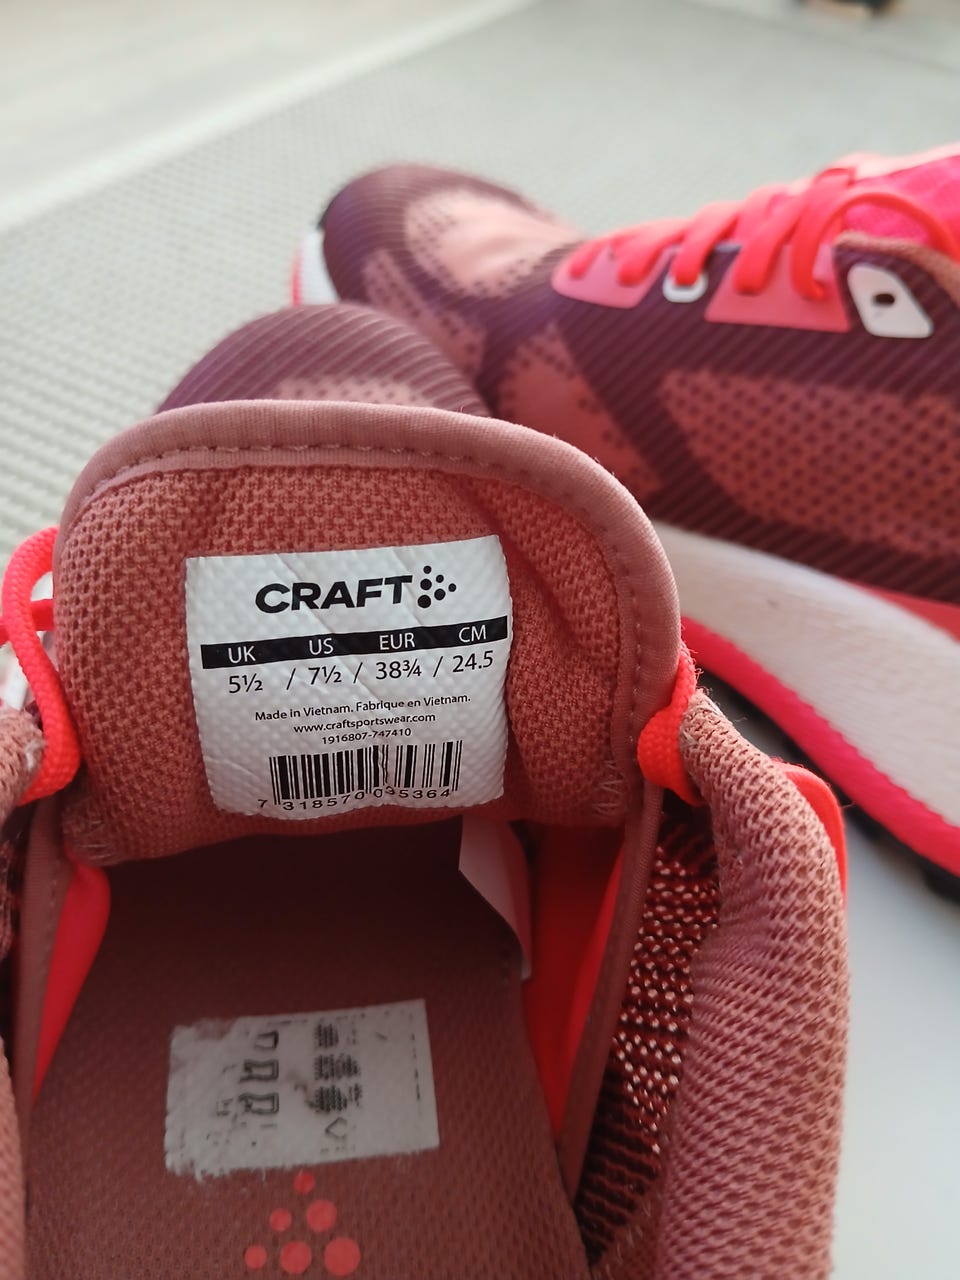 CRAFT
UK US EUR CM
5½ / 7½ / 38¾ / 24.5
Made in Vietnam. Fabrique en Vietnam.
www.craftsportswear.com
1916807-747410
7 318570 035364